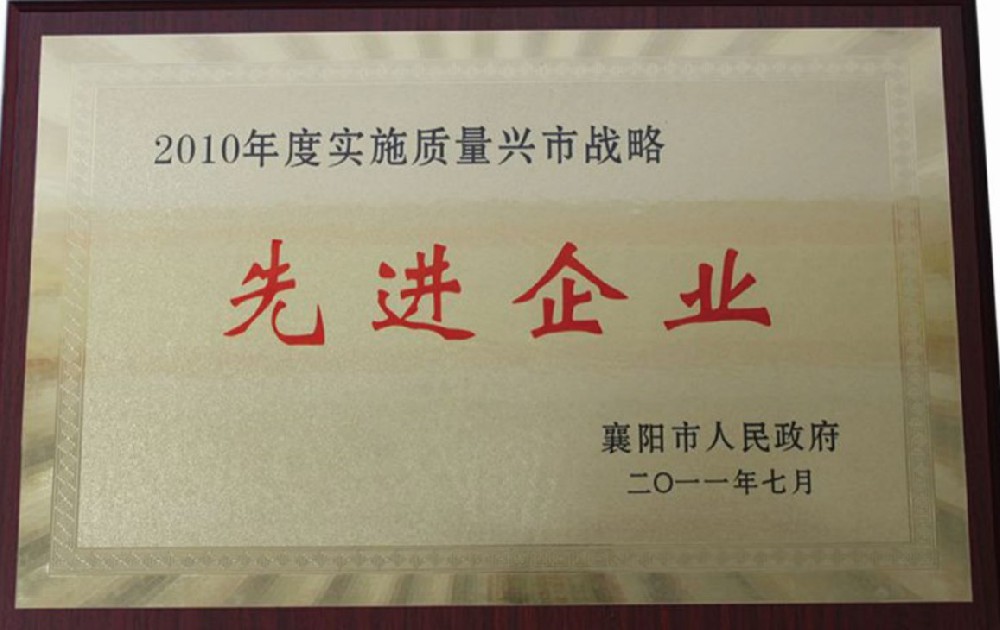 2010年度实施质量兴市战略
先进企业
襄阳市人民政府
二〇一一年七月